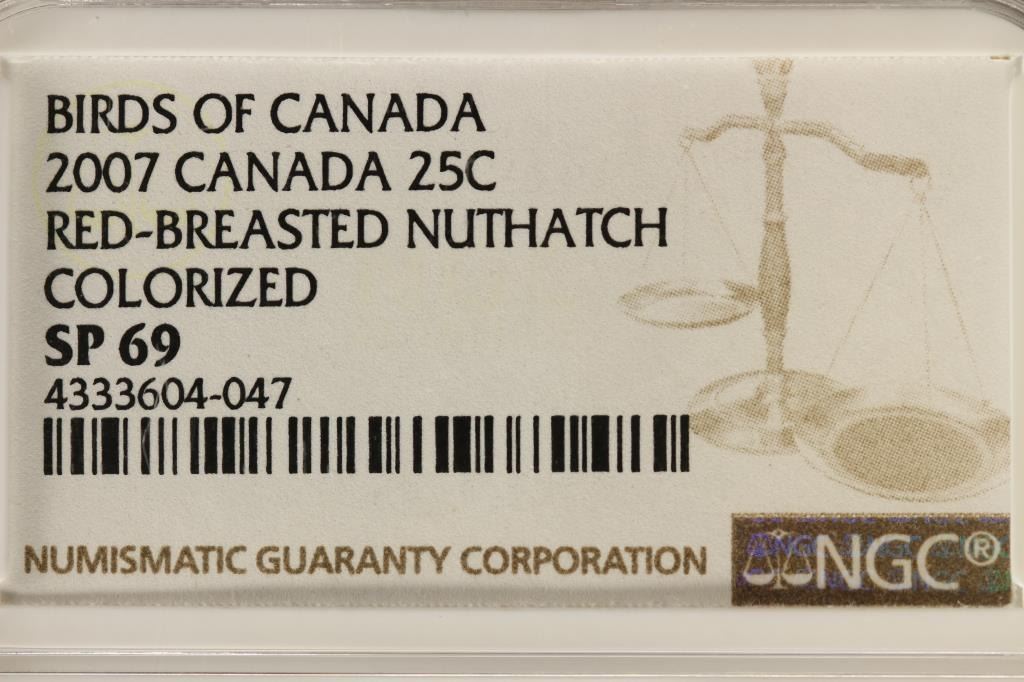 BIRDS OF CANADA
2007 CANADA 25C
RED-BREASTED NUTHATCH
COLORIZED
SP 69
4333604-047
NUMISMATIC GUARANTY CORPORATION
NGC®